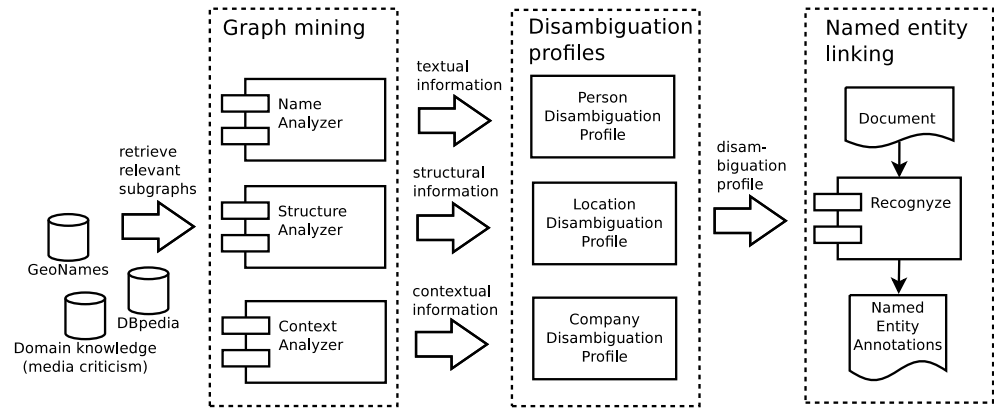 Graph mining
Disambiguation
profiles
Named entity
linking
retrieve
relevant
subgraphs
GeoNames
DBpedia
Domain knowledge
(media criticism)
Name
Analyzer
Structure
Analyzer
Context
Analyzer
textual
information
structural
information
contextual
information
Person
Disambiguation
Profile
Location
Disambiguation
Profile
Company
Disambiguation
Profile
disam-
biguation
profile
Document
Recognyze
Named
Entity
Annotations